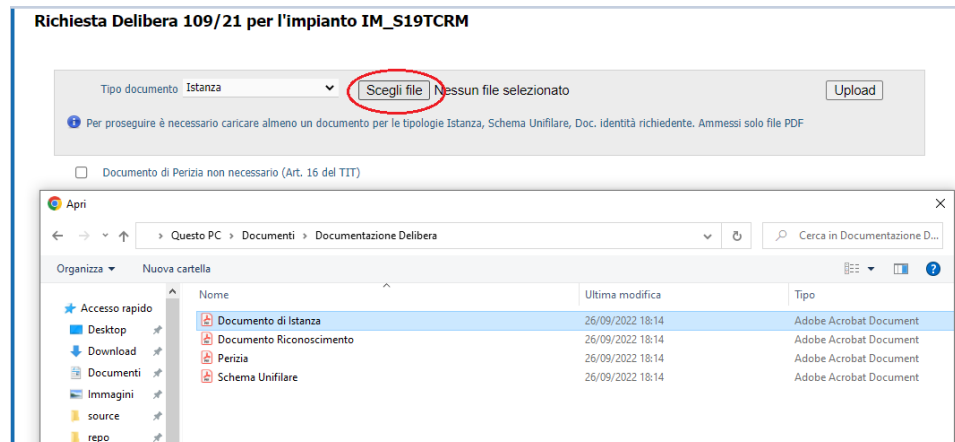 Richiesta Delibera 109/21 per l'impianto IM_S19TCRM
Tipo documento Istanza Scegli file Nessun file selezionato Upload
Per proseguire è necessario caricare almeno un documento per le tipologie Istanza, Schema Unifilare, Doc. identità richiedente. Ammessi solo file PDF
Documento di Perizia non necessario (Art. 16 del TIT)
Apri
Questo PC > Documenti > Documentazione Delibera Cerca in Documentazione D...
Organizza Nuova cartella
Nome Ultima modifica Tipo
Accesso rapido
Desktop
Download
Documenti
Immagini
source
repo
Documento di Istanza 26/09/2022 18:14 Adobe Acrobat Document
Documento Riconoscimento 26/09/2022 18:14 Adobe Acrobat Document
Perizia 26/09/2022 18:14 Adobe Acrobat Document
Schema Unifilare 26/09/2022 18:14 Adobe Acrobat Document